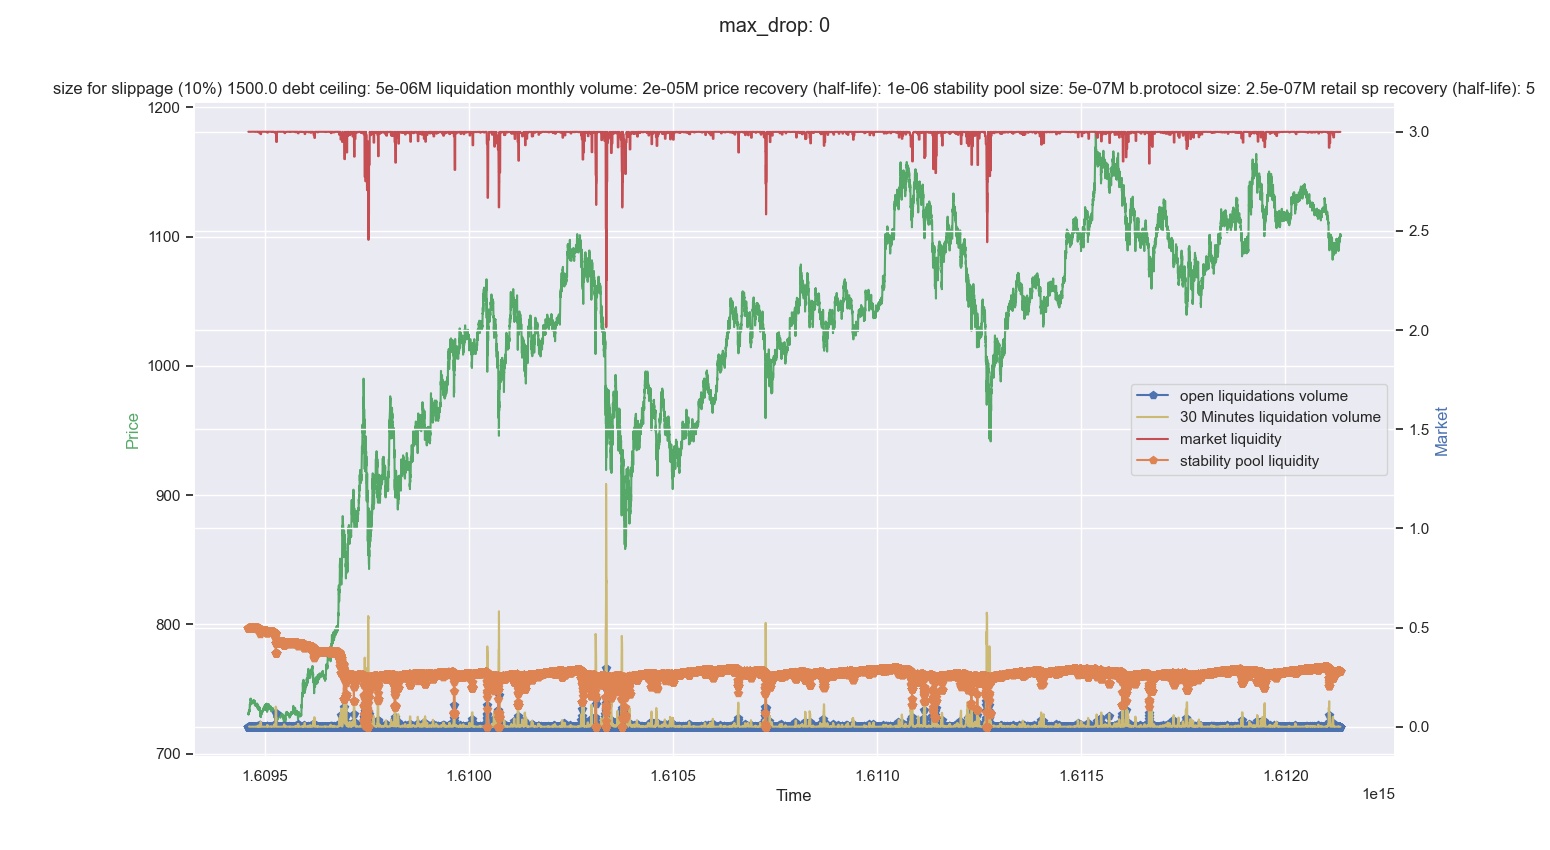 max_drop: 0
size for slippage (10%) 1500.0 debt ceiling: 5e-06M liquidation monthly volume: 2e-05M price recovery (half-life): 1e-06 stability pool size: 5e-07M b.protocol size: 2.5e-07M retail sp recovery (half-life): 5
1200
1100
1000
900
800
700
Price
3.0
2.5
2.0
1.5
1.0
0.5
0.0
Market
open liquidations volume
30 Minutes liquidation volume
market liquidity
stability pool liquidity
1.6095 1.6100 1.6105 1.6110 1.6115 1.6120
Time
1e15